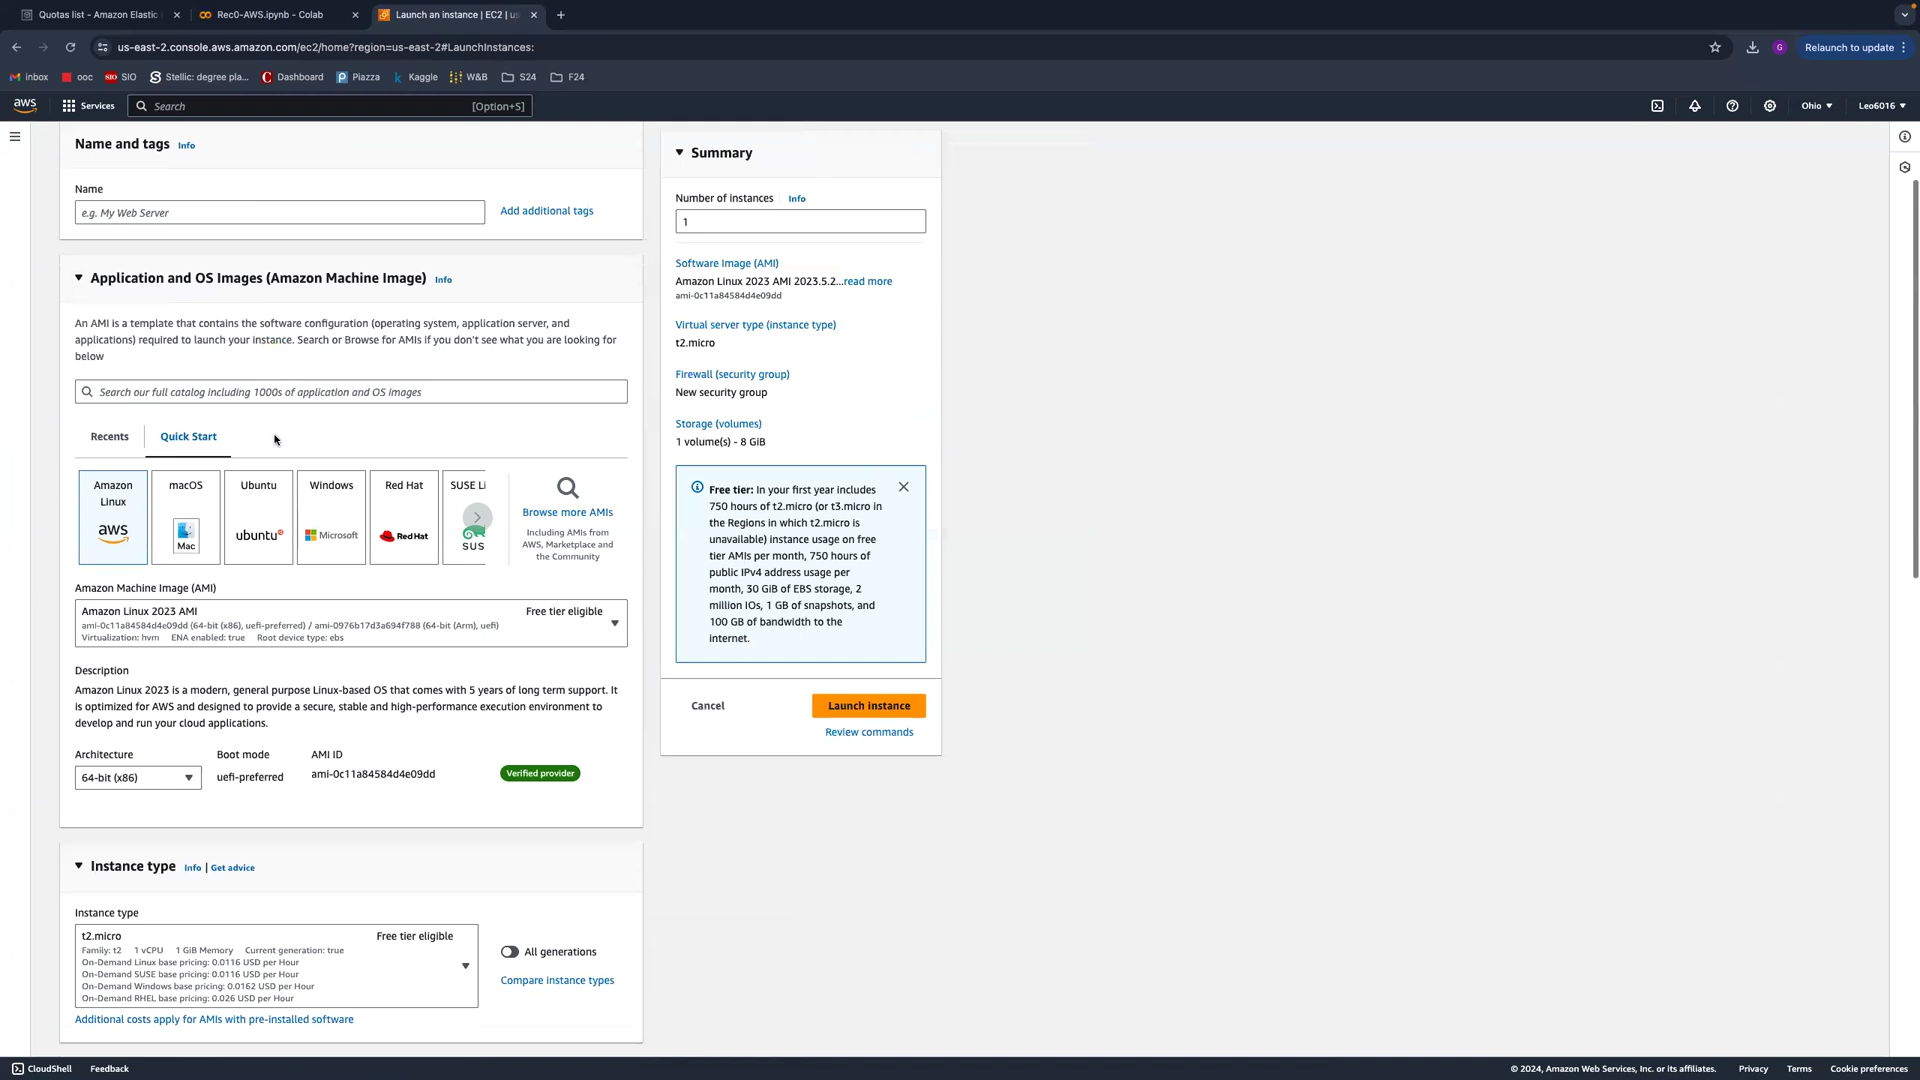 Quotas list - Amazon Elastic
Rec0-AWS.ipynb - Colab
Launch an instance | EC2 | us
us-east-2.console.aws.amazon.com/ec2/home?region=us-east-2#LaunchInstances:
G
Relaunch to update
inbox
ooc
SIO
SIO
Stellic: degree pla...
Dashboard
Piazza
Kaggle
W&B
S24
F24
aws
Services
Search
[Option+S]
Ohio
Leo6016
Name and tags Info
Name
e.g. My Web Server
Add additional tags
Application and OS Images (Amazon Machine Image) Info
An AMI is a template that contains the software configuration (operating system, application server, and
applications) required to launch your instance. Search or Browse for AMIs if you don't see what you are looking for
below
Search our full catalog including 1000s of application and OS images
Recents
Quick Start
Amazon
Linux
aws
macOS
Mac
Ubuntu
ubuntu
Windows
Microsoft
Red Hat
Red Hat
SUSE Li
SUS
Browse more AMIs
Including AMIs from
AWS, Marketplace and
the Community
Amazon Machine Image (AMI)
Amazon Linux 2023 AMI
Free tier eligible
ami-0c11a84584d4e09dd (64-bit (x86), uefi-preferred) / ami-0976b17d3a694f788 (64-bit (Arm), uefi)
Virtualization: hvm ENA enabled: true Root device type: ebs
Description
Amazon Linux 2023 is a modern, general purpose Linux-based OS that comes with 5 years of long term support. It
is optimized for AWS and designed to provide a secure, stable and high-performance execution environment to
develop and run your cloud applications.
Architecture
Boot mode
AMI ID
64-bit (x86)
uefi-preferred
ami-0c11a84584d4e09dd
Verified provider
Instance type Info | Get advice
Instance type
t2.micro
Free tier eligible
Family: t2 1 vCPU 1 GiB Memory Current generation: true
On-Demand Linux base pricing: 0.0116 USD per Hour
On-Demand SUSE base pricing: 0.0116 USD per Hour
On-Demand Windows base pricing: 0.0162 USD per Hour
On-Demand RHEL base pricing: 0.026 USD per Hour
All generations
Compare instance types
Additional costs apply for AMIs with pre-installed software
Summary
Number of instances Info
1
Software Image (AMI)
Amazon Linux 2023 AMI 2023.5.2...read more
ami-0c11a84584d4e09dd
Virtual server type (instance type)
t2.micro
Firewall (security group)
New security group
Storage (volumes)
1 volume(s) - 8 GiB
Free tier: In your first year includes
750 hours of t2.micro (or t3.micro in
the Regions in which t2.micro is
unavailable) instance usage on free
tier AMIs per month, 750 hours of
public IPv4 address usage per
month, 30 GiB of EBS storage, 2
million IOs, 1 GB of snapshots, and
100 GB of bandwidth to the
internet.
Cancel
Launch instance
Review commands
CloudShell
Feedback
© 2024, Amazon Web Services, Inc. or its affiliates.
Privacy
Terms
Cookie preferences